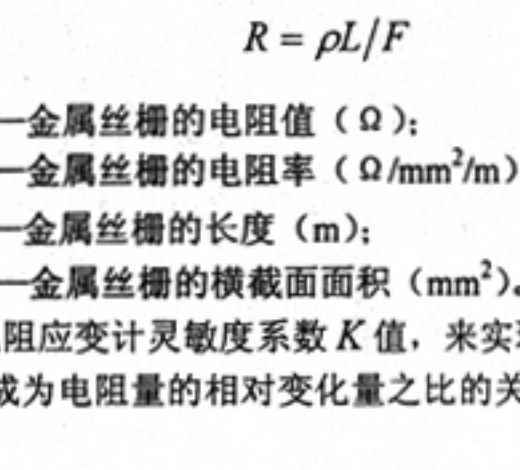 R = ρL/F
—金属丝栅的电阻值（Ω）；
—金属丝栅的电阻率（Ω/mm²/m）
—金属丝栅的长度（m）；
—金属丝栅的横截面面积（mm²）。
阻应变计灵敏度系数 K 值，来实
成为电阻量的相对变化量之比的关